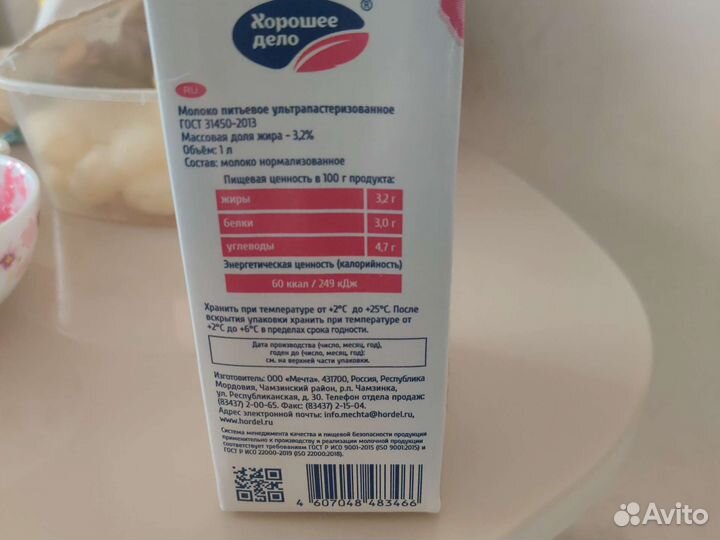 Хорошее
дело
®
RU
Молоко питьевое ультрапастеризованное
ГОСТ 31450-2013
Массовая доля жира - 3,2%
Объём: 1 л
Состав: молоко нормализованное
Пищевая ценность в 100 г продукта:
жиры 3,2 г
белки 3,0 г
углеводы 4,7 г
Энергетическая ценность (калорийность)
60 ккал / 249 кДж
Хранить при температуре от +2°C до +25°C. После
вскрытия упаковки хранить при температуре от
+2°C до +6°C в пределах срока годности.
Дата производства (число, месяц, год),
годен до (число, месяц, год):
см. на верхней части упаковки.
Изготовитель: ООО «Мечта». 431700, Россия, Республика
Мордовия, Чамзинский район, р.п. Чамзинка,
ул. Республиканская, д. 30. Телефон отдела продаж:
(83437) 2-00-65. Факс: (83437) 2-15-04.
Адрес электронной почты: info.mechta@hordel.ru,
www.hordel.ru
Система менеджмента качества и пищевой безопасности продукции
применительно к производству и реализации молочной продукции
соответствует требованиям ГОСТ Р ИСО 9001-2015 (ISO 9001:2015) и
ГОСТ Р ИСО 22000-2019 (ISO 22000:2018).
4 607048 483466
Avito